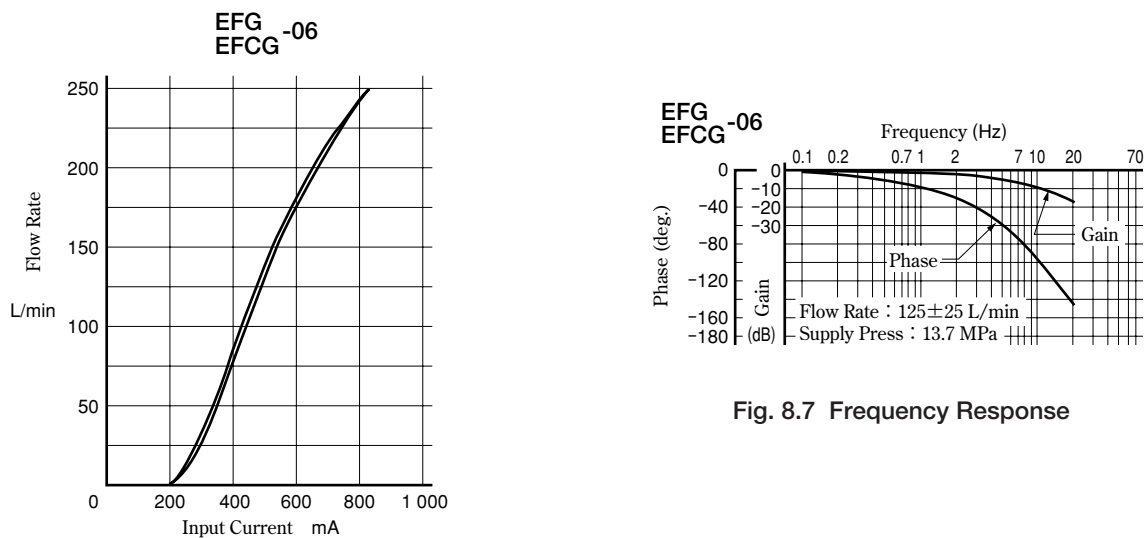 EFG
EFCG -06
250
200
150
100
50
0
Flow Rate
L/min
200 400 600 800 1 000
Input Current mA
EFG
EFCG -06
Frequency (Hz)
0.1 0.2 0.7 1 2 7 10 20 70
Phase (deg.)
0
−40
−80
−120
−160
−180
Gain
(dB)
0
−10
−20
−30
Gain
Phase
Flow Rate : 125±25 L/min
Supply Press : 13.7 MPa
Fig. 8.7 Frequency Response